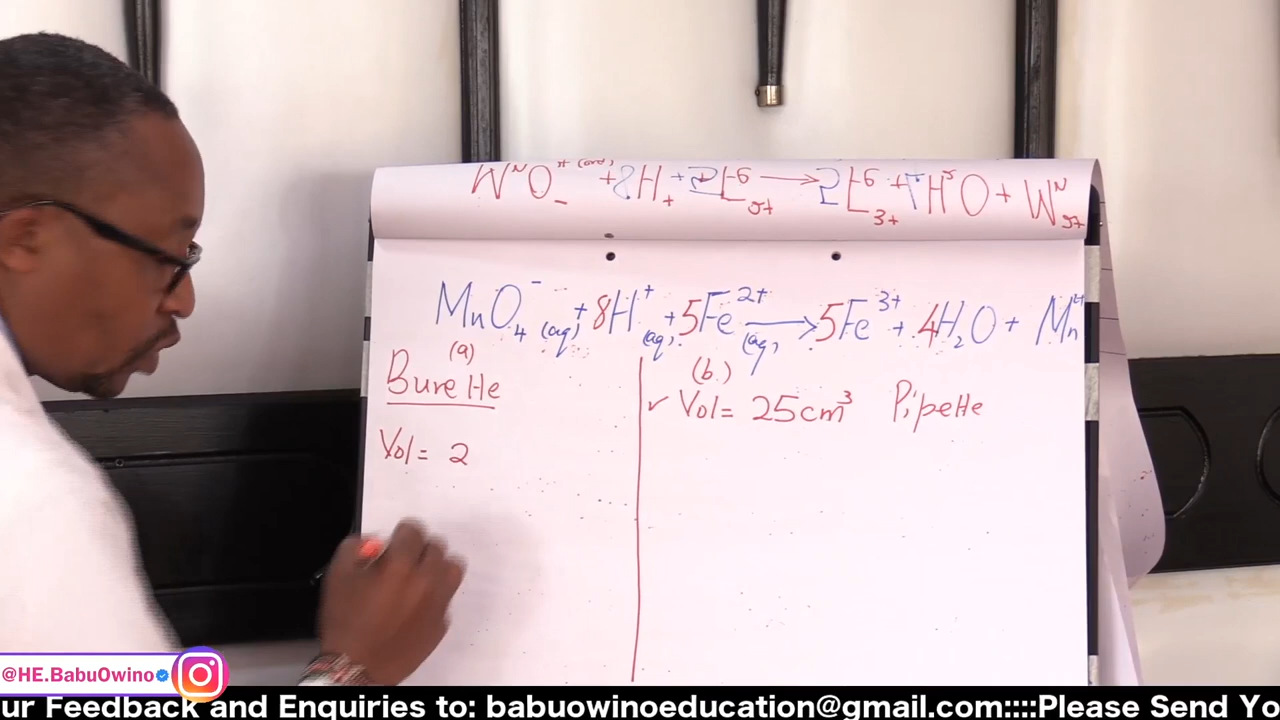 MnO₄⁻(aq) + 8H⁺(aq) + 5Fe²⁺(aq) → 5Fe³⁺ + 4H₂O + Mn²⁺
(a) (b.)
Burette
✓ Vol = 25cm³ Pipette
Vol = 2
@HE.BabuOwino
ur Feedback and Enquiries to: babuowinoeducation@gmail.com::::Please Send Yo